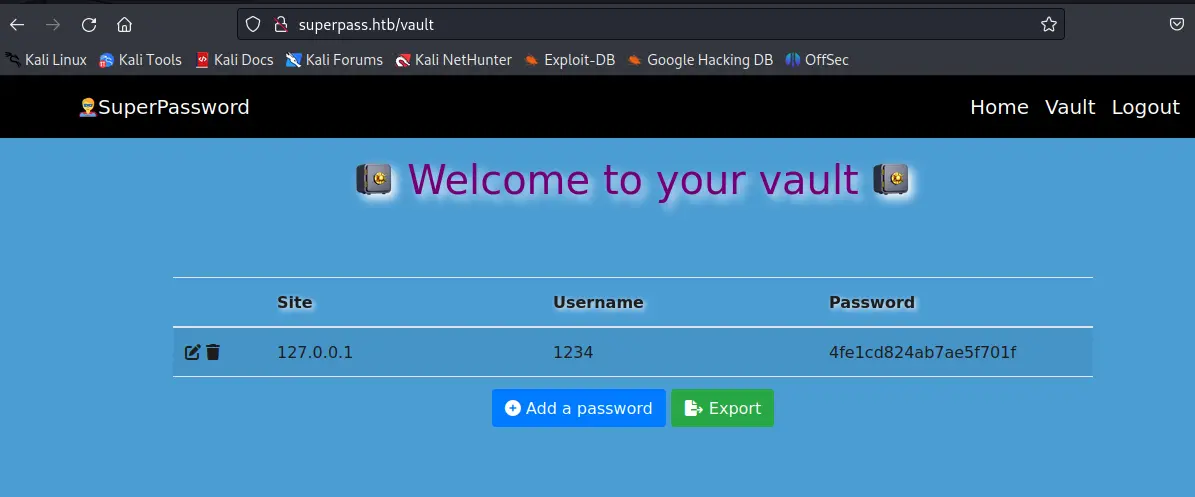 superpass.htb/vault
Kali Linux Kali Tools Kali Docs Kali Forums Kali NetHunter Exploit-DB Google Hacking DB OffSec
SuperPassword Home Vault Logout
Welcome to your vault
Site Username Password
127.0.0.1 1234 4fe1cd824ab7ae5f701f
Add a password Export